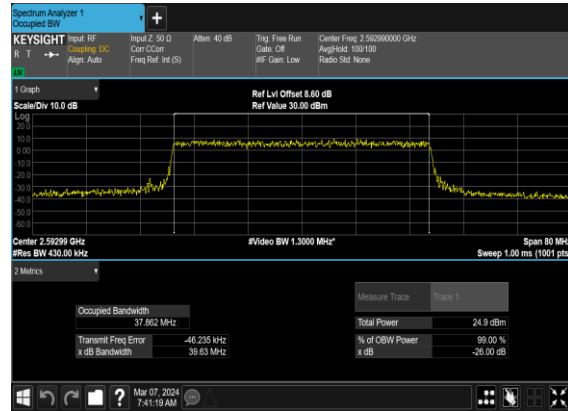 Spectrum Analyzer 1
Occupied BW
+
KEYSIGHT Input: RF Input Z: 50 Ω Atten: 40 dB Trig: Free Run Center Freq: 2.592990000 GHz
R T Coupling: DC Corr CCorr Gate: Off Avg|Hold: 100/100
Align: Auto Freq Ref: Int (S) #IF Gain: Low Radio Std: None
LW
1 Graph
Ref Lvl Offset 8.60 dB
Scale/Div 10.0 dB Ref Value 30.00 dBm
Log
20.0
10.0
0.00
-10.0
-20.0
-30.0
-40.0
-50.0
-60.0
Center 2.59299 GHz #Video BW 1.3000 MHz* Span 80 MHz
#Res BW 430.00 kHz Sweep 1.00 ms (1001 pts)
2 Metrics
Measure Trace Trace 1
Occupied Bandwidth
37.862 MHz Total Power 24.9 dBm
Transmit Freq Error -46.235 kHz % of OBW Power 99.00 %
x dB Bandwidth 39.63 MHz x dB -26.00 dB
? Mar 07, 2024
7:41:19 AM